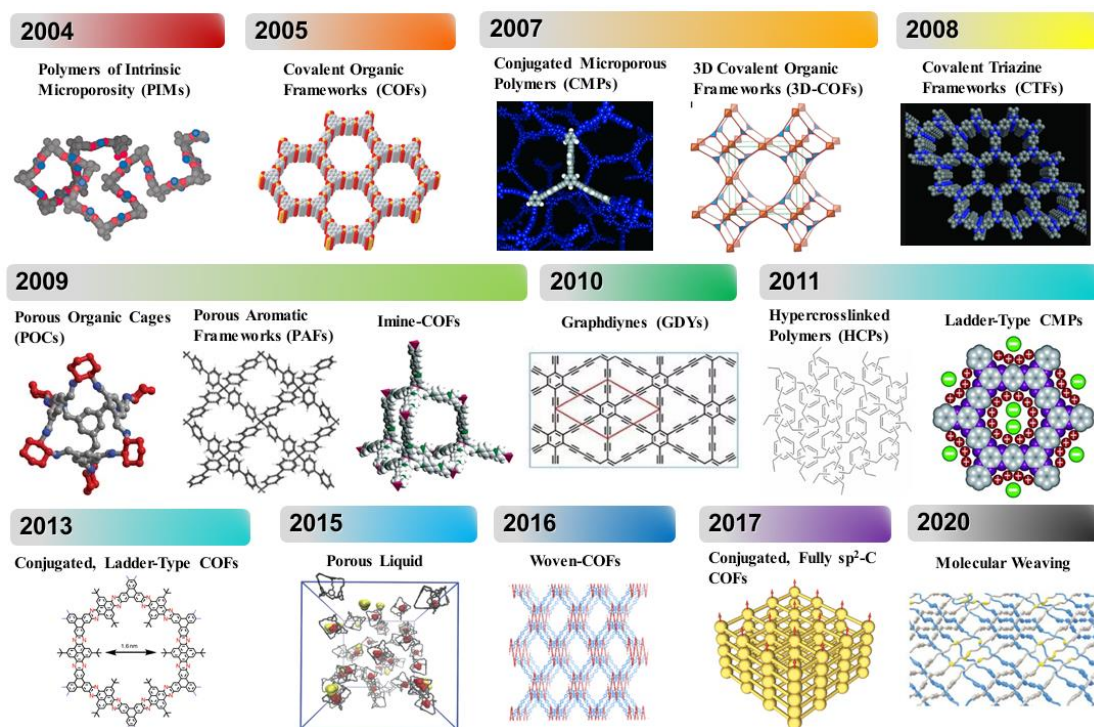 2004
2005
2007
2008
Polymers of Intrinsic
Microporosity (PIMs)
Covalent Organic
Frameworks (COFs)
Conjugated Microporous
Polymers (CMPs)
3D Covalent Organic
Frameworks (3D-COFs)
Covalent Triazine
Frameworks (CTFs)
2009
2010
2011
Porous Organic Cages
(POCs)
Porous Aromatic
Frameworks (PAFs)
Imine-COFs
Graphdiynes (GDYs)
Hypercrosslinked
Polymers (HCPs)
Ladder-Type CMPs
2013
2015
2016
2017
2020
Conjugated, Ladder-Type COFs
1.6 nm
Porous Liquid
Woven-COFs
Conjugated, Fully sp²-C
COFs
Molecular Weaving